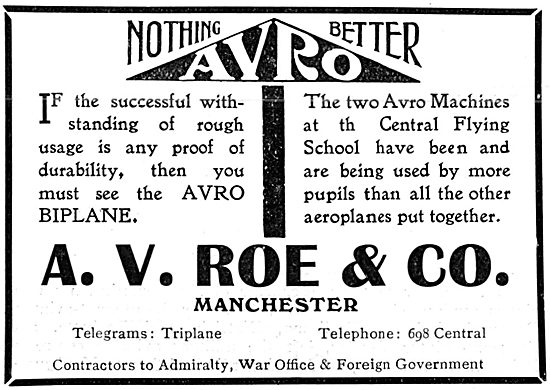 NOTHING BETTER
AVRO
IF the successful with-
standing of rough
usage is any proof of
durability, then you
must see the AVRO
BIPLANE.
The two Avro Machines
at th Central Flying
School have been and
are being used by more
pupils than all the other
aeroplanes put together.
A. V. ROE & CO.
MANCHESTER
Telegrams: Triplane Telephone: 698 Central
Contractors to Admiralty, War Office & Foreign Government